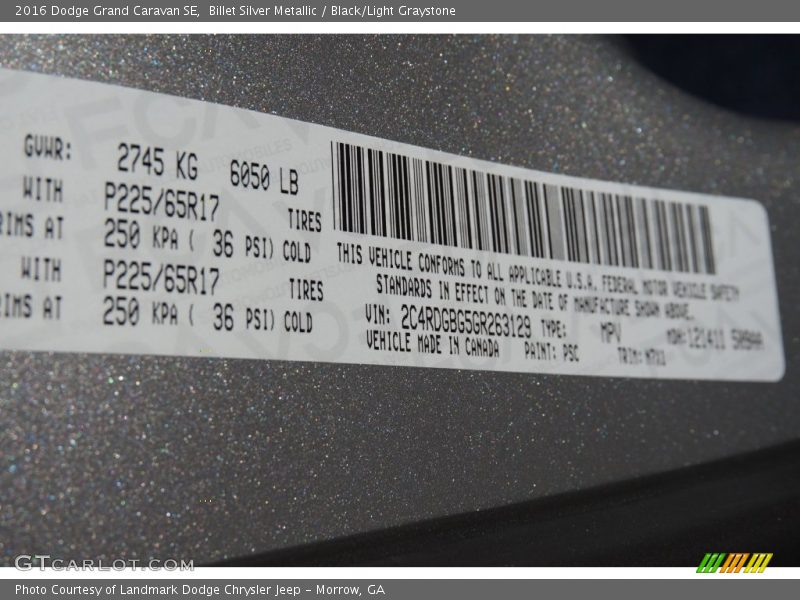 2016 Dodge Grand Caravan SE,  Billet Silver Metallic / Black/Light Graystone
GVWR: 2745 KG 6050 LB
WITH P225/65R17 TIRES
RIMS AT 250 KPA ( 36 PSI) COLD
WITH P225/65R17 TIRES
RIMS AT 250 KPA ( 36 PSI) COLD
THIS VEHICLE CONFORMS TO ALL APPLICABLE U.S.A. FEDERAL MOTOR VEHICLE SAFETY
STANDARDS IN EFFECT ON THE DATE OF MANUFACTURE SHOWN ABOVE.
VIN: 2C4RDGBG5GR263129 TYPE: MPV MDH:121411
VEHICLE MADE IN CANADA PAINT: PSC TRIM:
GTCARLOT.COM
Photo Courtesy of Landmark Dodge Chrysler Jeep – Morrow, GA